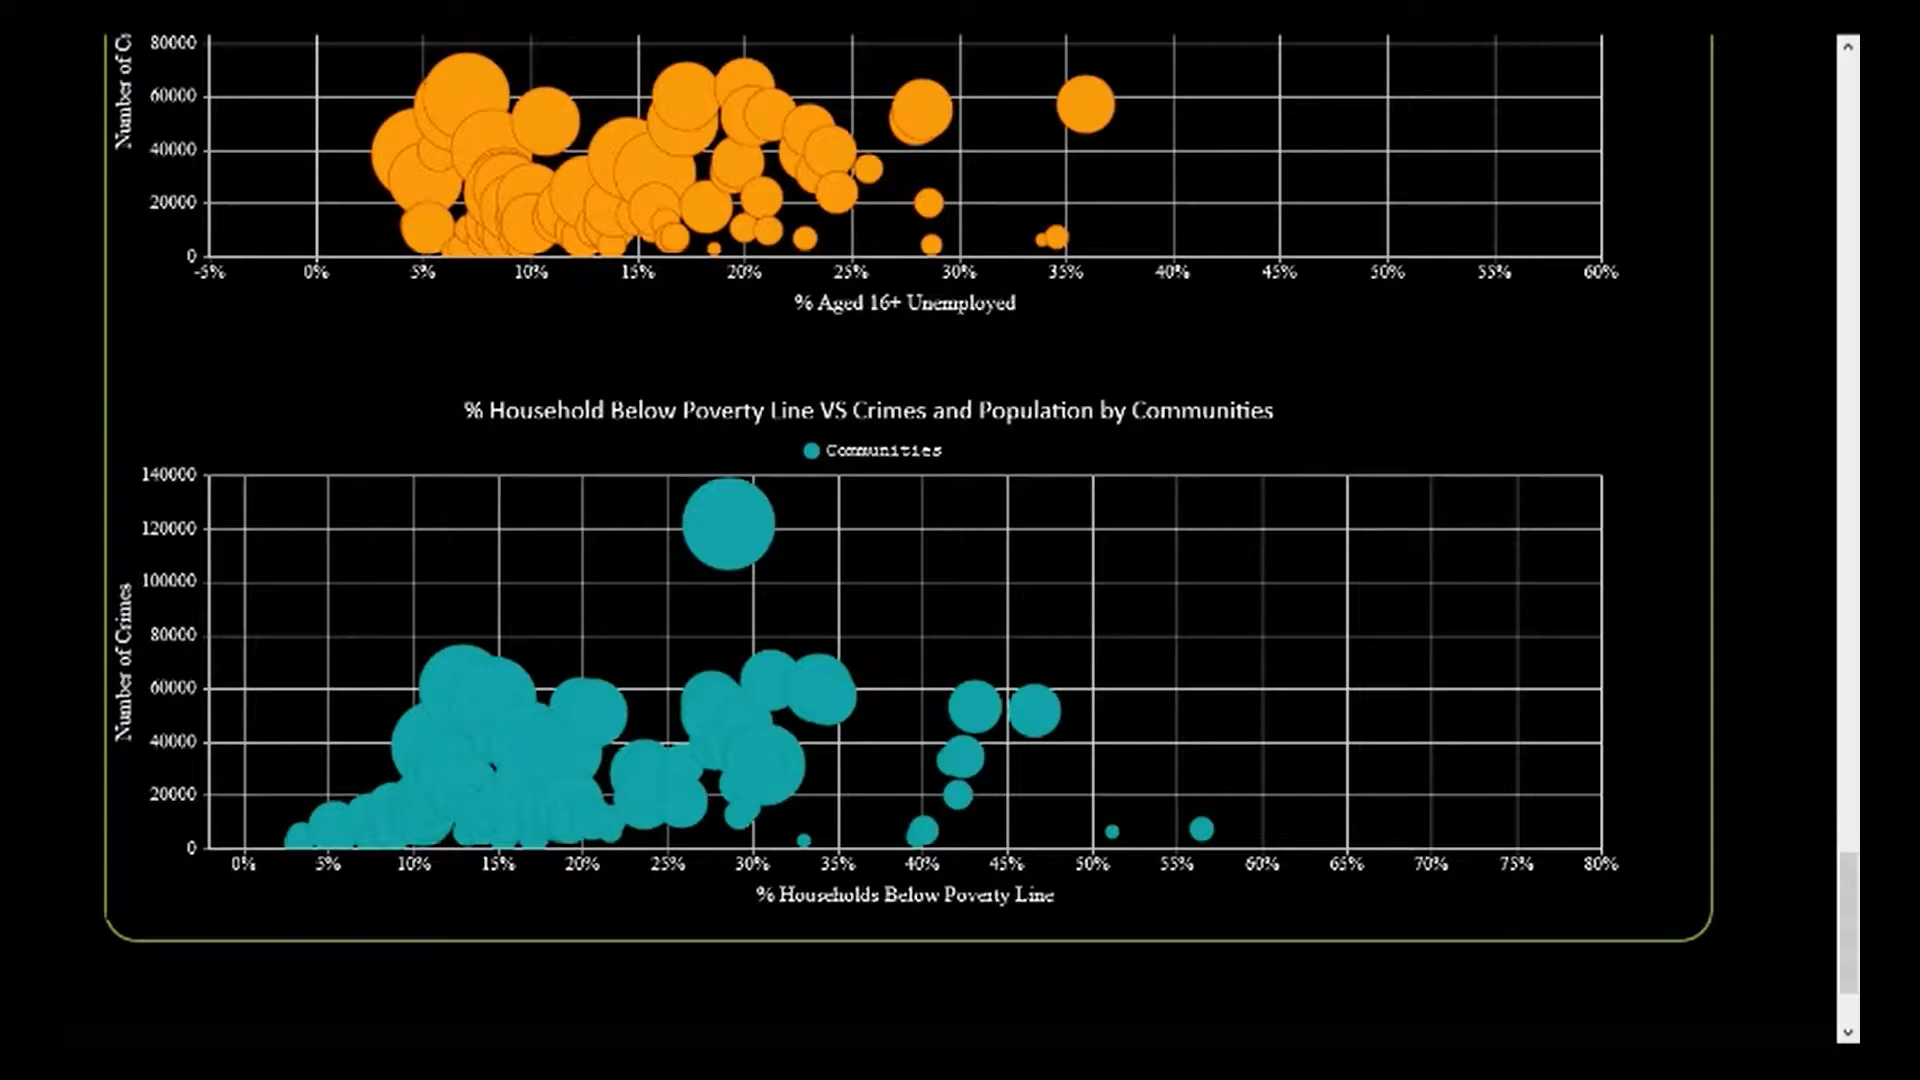 Number of C
80000
60000
40000
20000
0
-5% 0% 5% 10% 15% 20% 25% 30% 35% 40% 45% 50% 55% 60%
% Aged 16+ Unemployed
% Household Below Poverty Line VS Crimes and Population by Communities
Communities
Number of Crimes
140000
120000
100000
80000
60000
40000
20000
0
0% 5% 10% 15% 20% 25% 30% 35% 40% 45% 50% 55% 60% 65% 70% 75% 80%
% Households Below Poverty Line